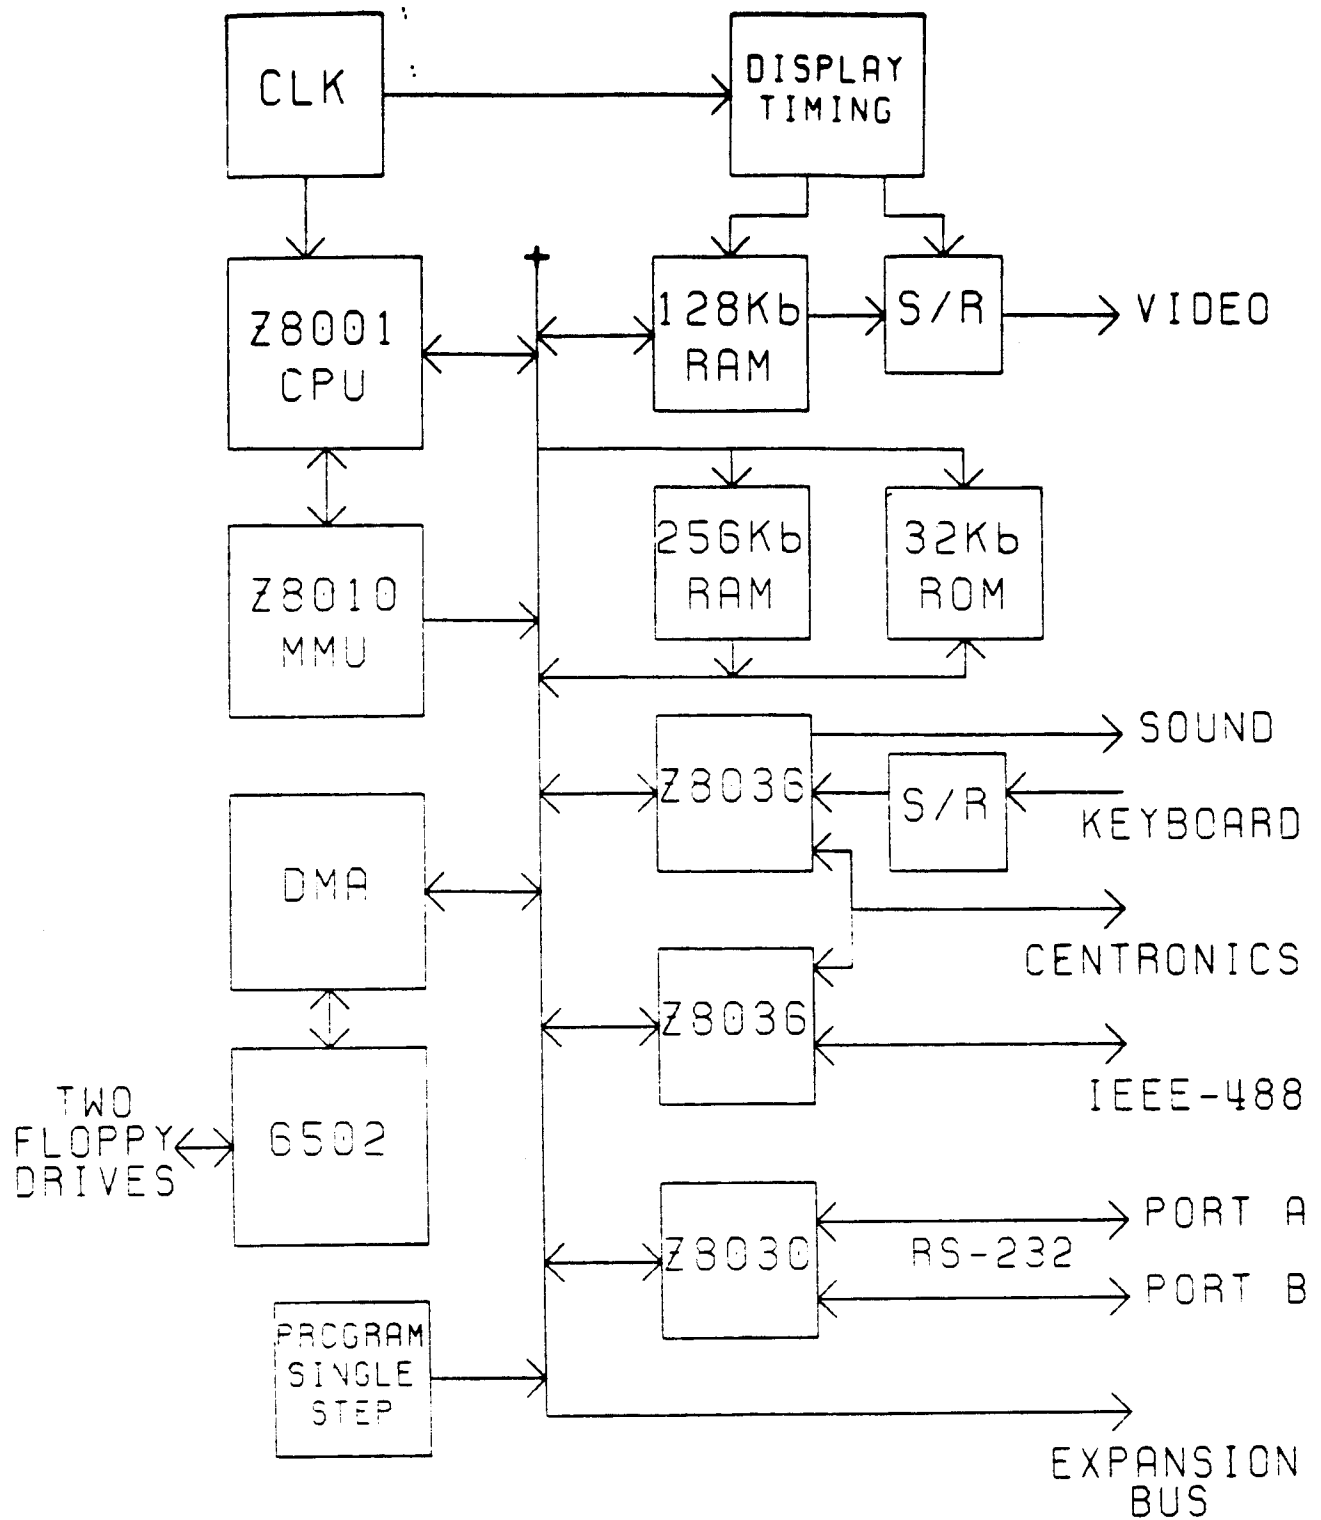 CLK
DISPLAY
TIMING
Z8001
CPU
128Kb
RAM
S/R
VIDEO
256Kb
RAM
32Kb
ROM
Z8010
MMU
SOUND
Z8036
S/R
KEYBOARD
DMA
CENTRONICS
Z8036
IEEE-488
TWO
FLOPPY
DRIVES
6502
Z8030
PORT A
RS-232
PORT B
PROGRAM
SINGLE
STEP
EXPANSION
BUS